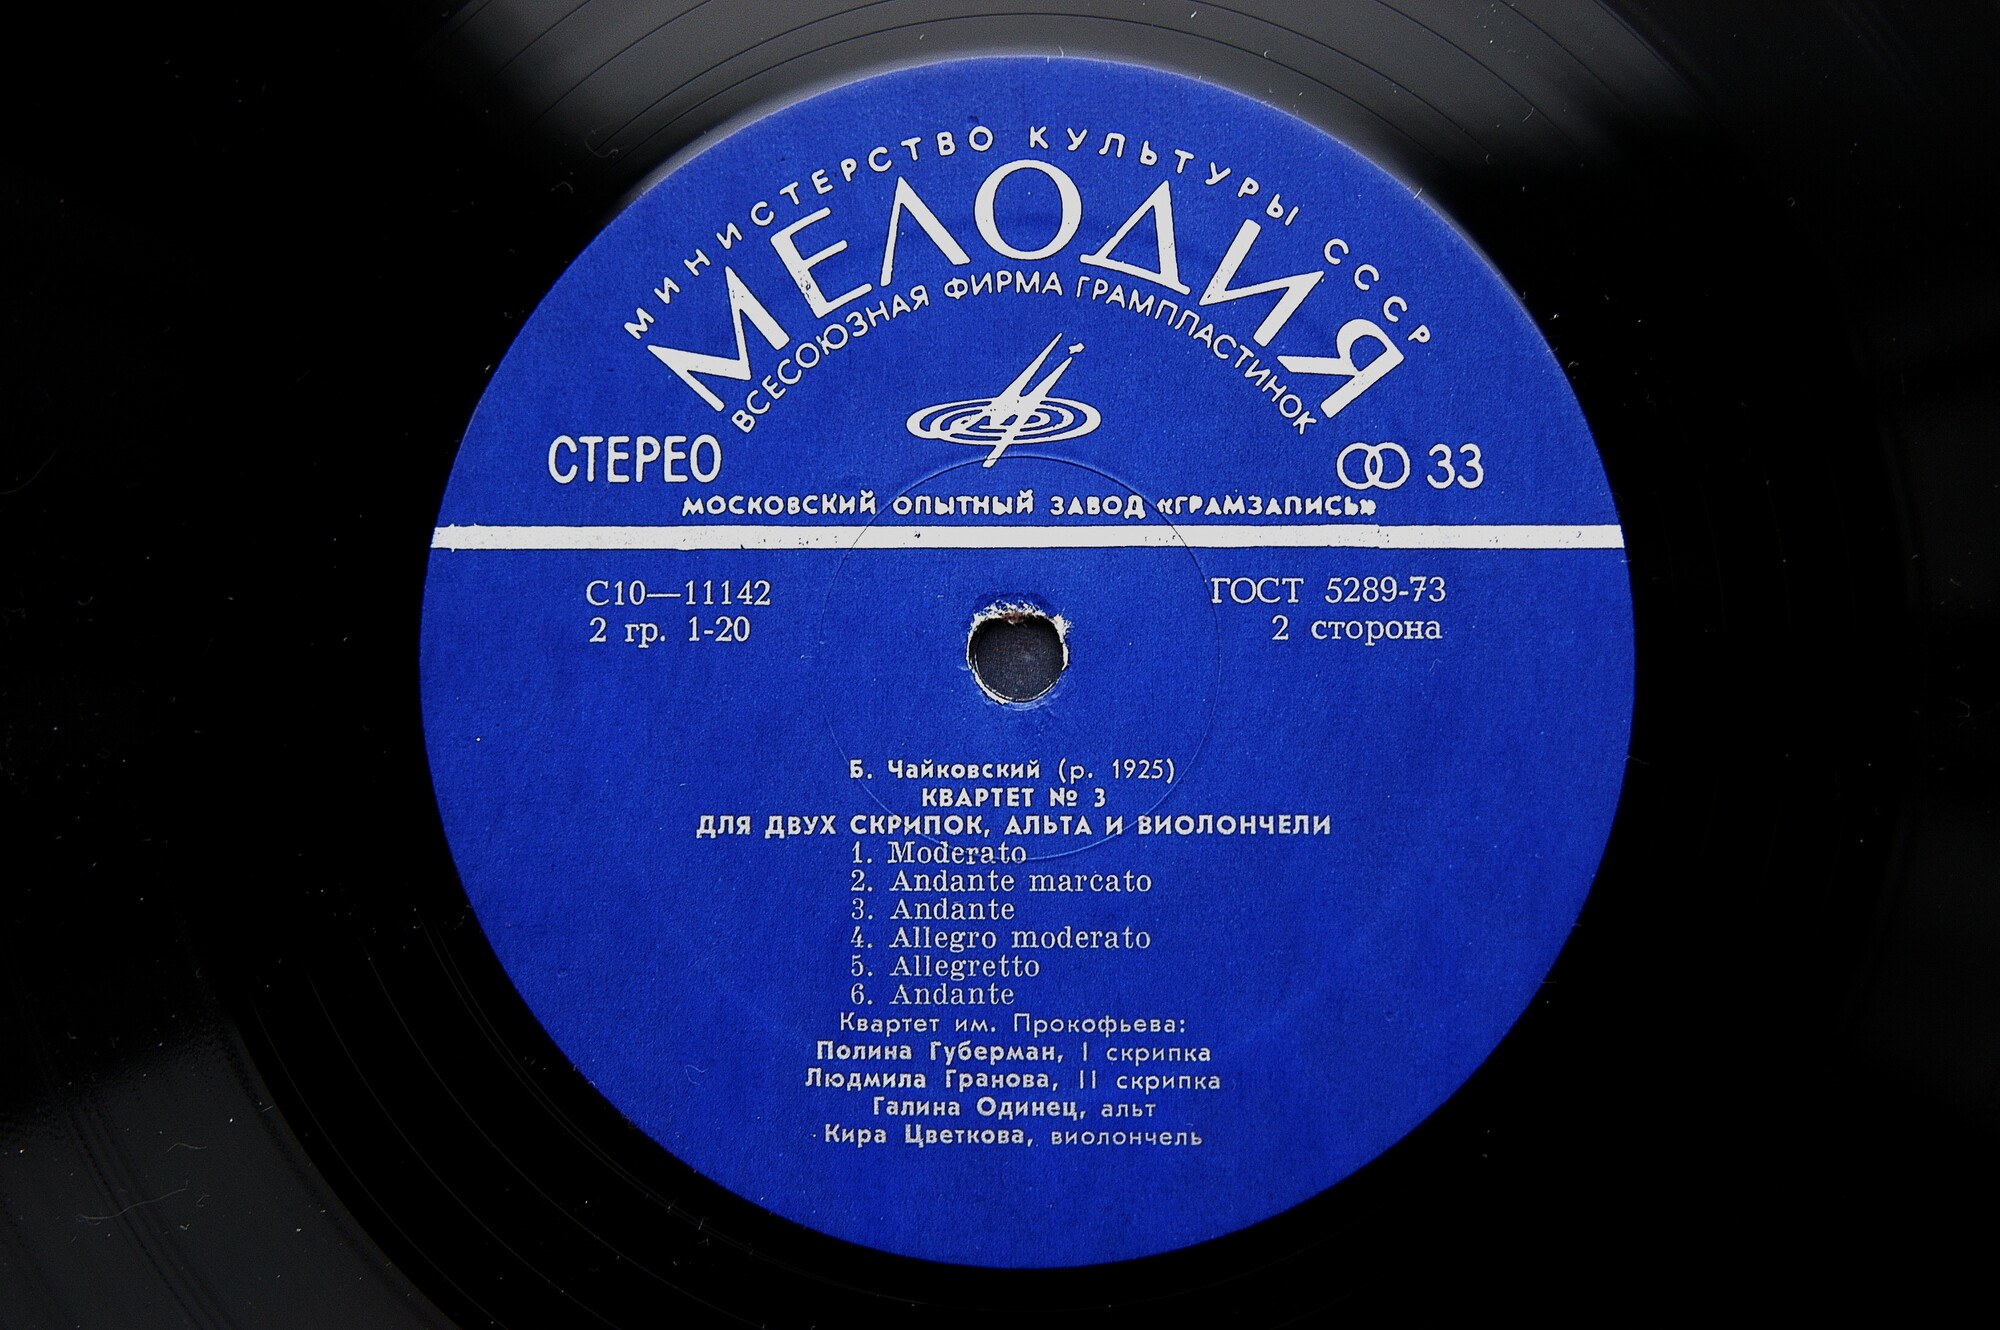 МИНИСТЕРСТВО КУЛЬТУРЫ СССР
МЕЛОДИЯ
ВСЕСОЮЗНАЯ ФИРМА ГРАМПЛАСТИНОК
СТЕРЕО
33
МОСКОВСКИЙ ОПЫТНЫЙ ЗАВОД «ГРАМЗАПИСЬ»
С10—11142
ГОСТ 5289-73
2 гр. 1-20
2 сторона
Б. Чайковский (р. 1925)
КВАРТЕТ № 3
ДЛЯ ДВУХ СКРИПОК, АЛЬТА И ВИОЛОНЧЕЛИ
1. Moderato
2. Andante marcato
3. Andante
4. Allegro moderato
5. Allegretto
6. Andante
Квартет им. Прокофьева:
Полина Губерман, I скрипка
Людмила Гранова, II скрипка
Галина Одинец, альт
Кира Цветкова, виолончель